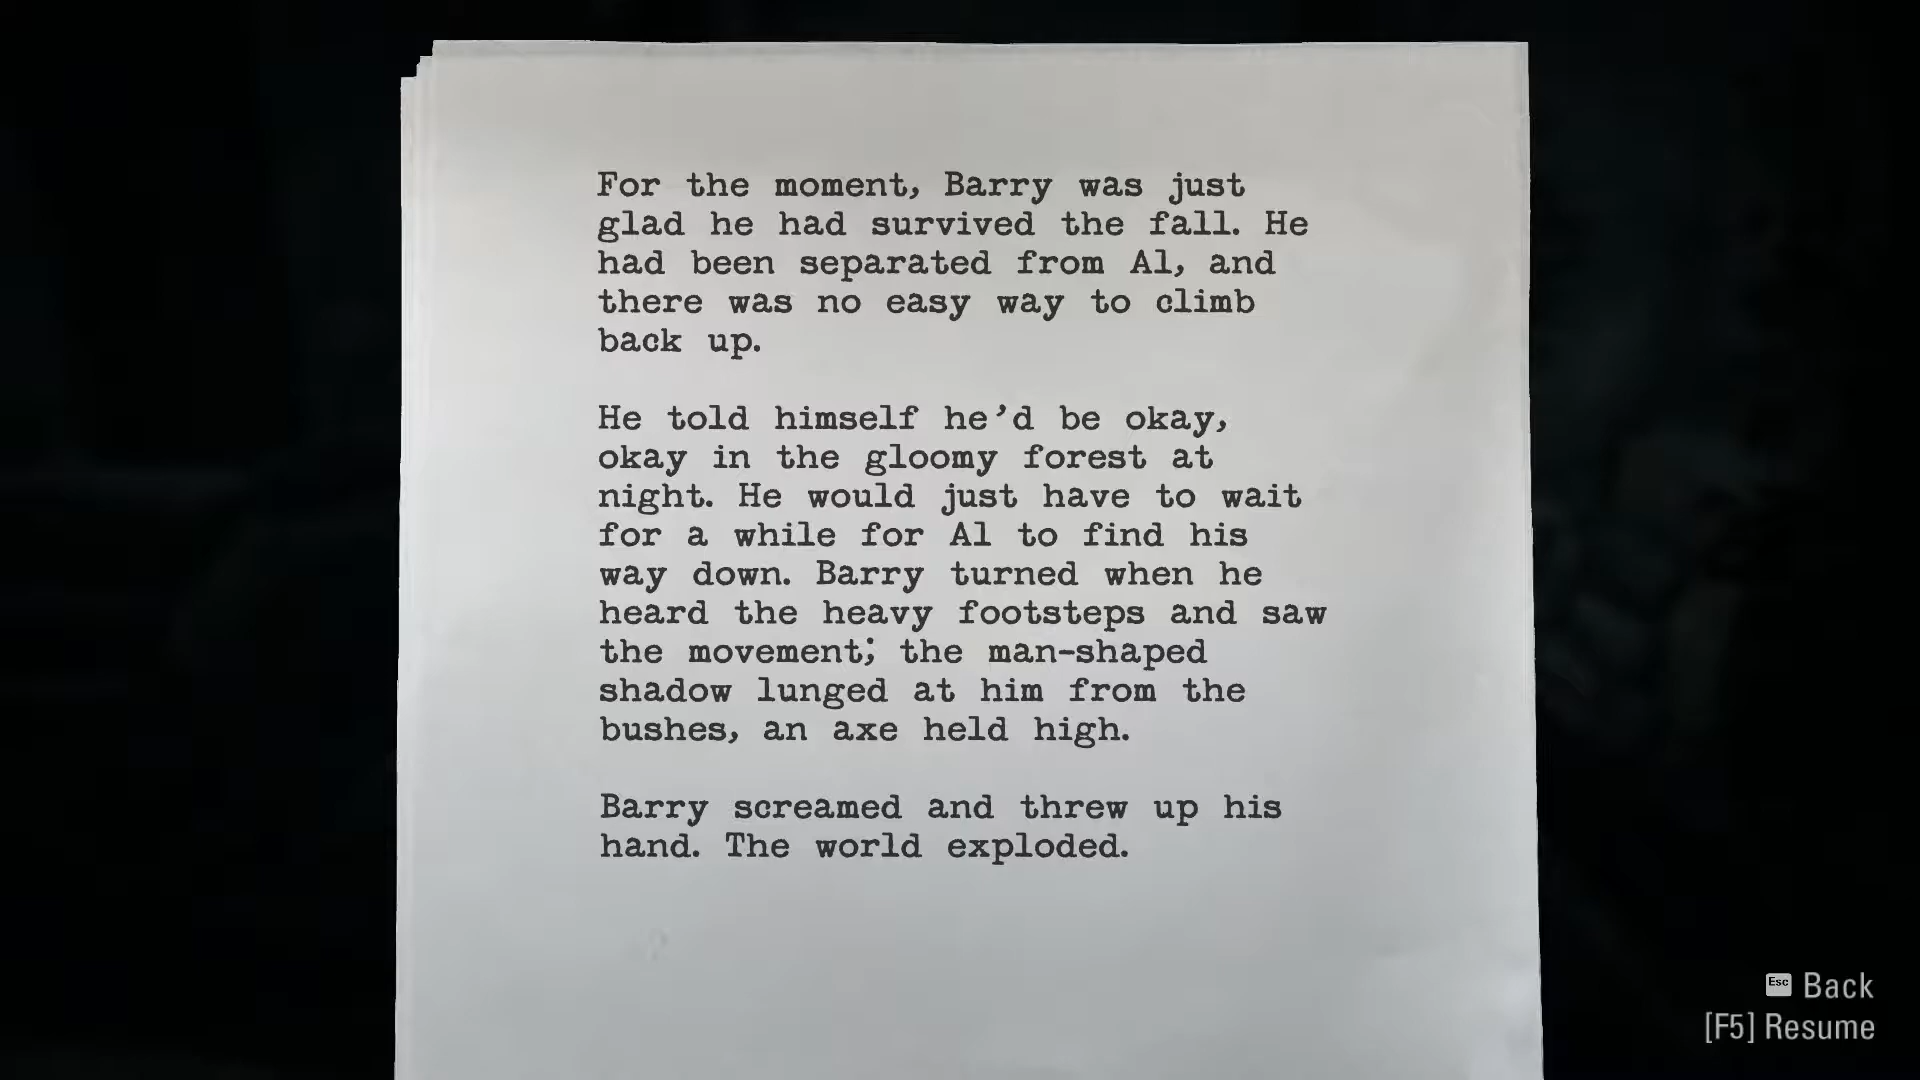 For the moment, Barry was just
glad he had survived the fall. He
had been separated from Al, and
there was no easy way to climb
back up.
He told himself he'd be okay,
okay in the gloomy forest at
night. He would just have to wait
for a while for Al to find his
way down. Barry turned when he
heard the heavy footsteps and saw
the movement; the man-shaped
shadow lunged at him from the
bushes, an axe held high.
Barry screamed and threw up his
hand. The world exploded.
Esc Back
[F5] Resume